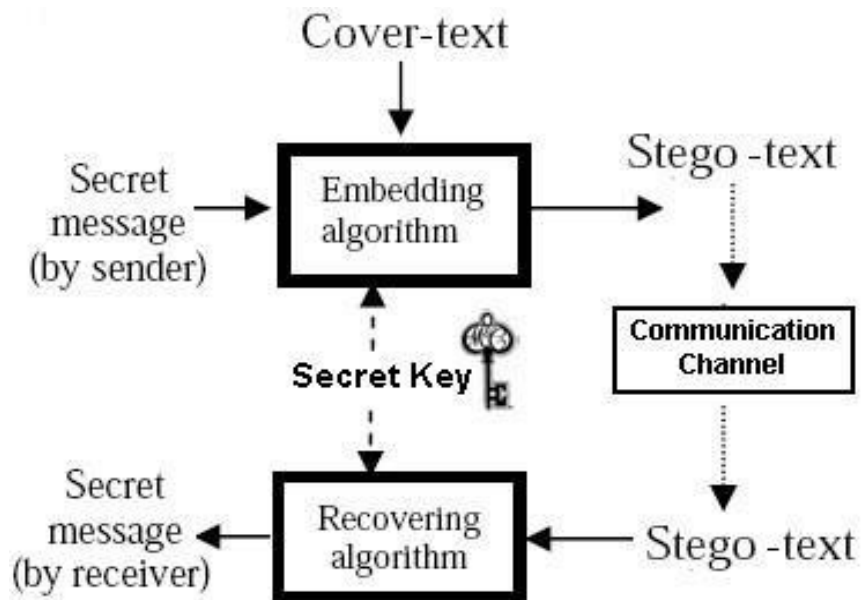 Cover-text
Secret
message
(by sender)
Embedding
algorithm
Stego -text
Communication
Channel
Secret Key
Secret
message
(by receiver)
Recovering
algorithm
Stego -text